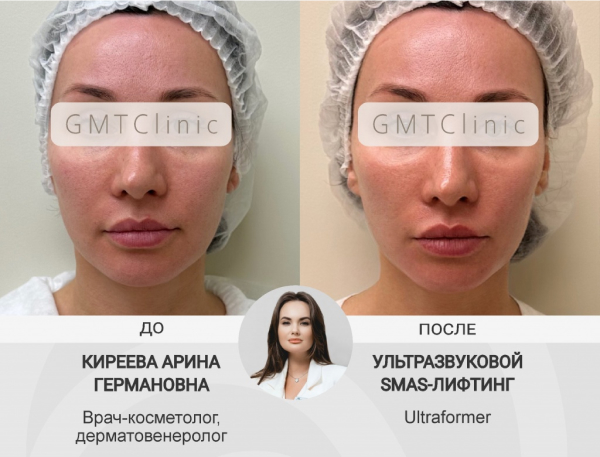 GMTClinic
GMTClinic
ДО
ПОСЛЕ
КИРЕЕВА АРИНА
ГЕРМАНОВНА
Врач-косметолог,
дерматовенеролог
УЛЬТРАЗВУКОВОЙ
SMAS-ЛИФТИНГ
Ultraformer